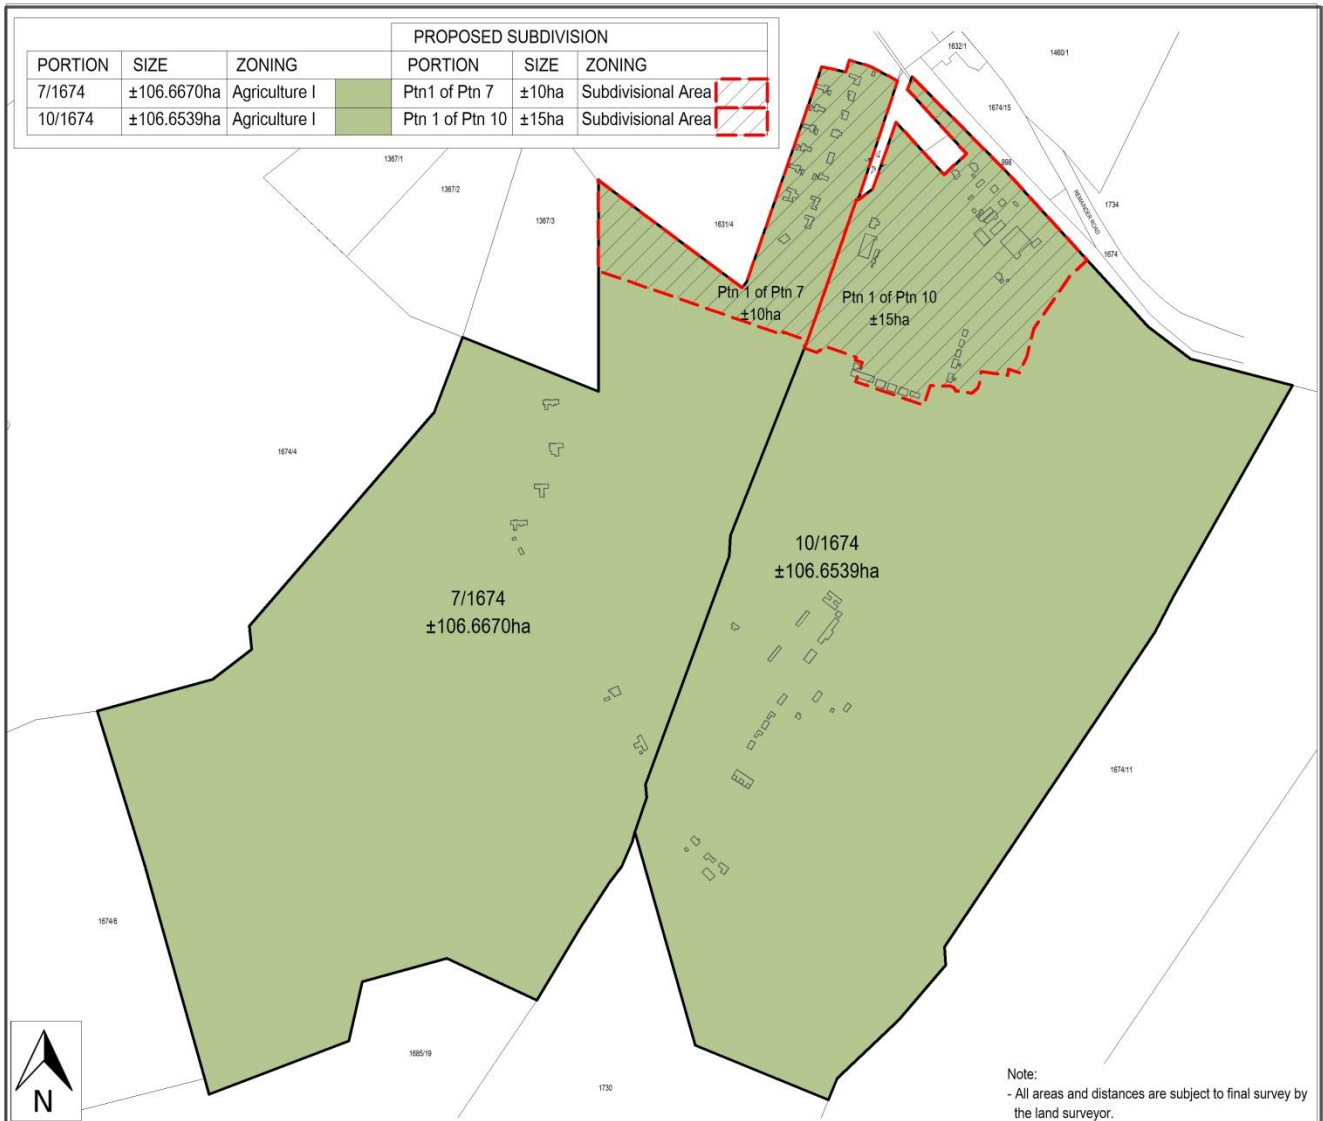 PROPOSED SUBDIVISION
PORTION SIZE ZONING PORTION SIZE ZONING
7/1674 ±106.6670ha Agriculture I Ptn1 of Ptn 7 ±10ha Subdivisional Area
10/1674 ±106.6539ha Agriculture I Ptn 1 of Ptn 10 ±15ha Subdivisional Area
1632/1
1460/1
1674/15
1367/1
1367/2
998
1367/3
1631/4
1734
REMAINDER ROAD
1674
Ptn 1 of Ptn 7
±10ha
Ptn 1 of Ptn 10
±15ha
1674/4
10/1674
±106.6539ha
7/1674
±106.6670ha
1674/11
1674/6
1685/19
1730
N
Note:
- All areas and distances are subject to final survey by
the land surveyor.